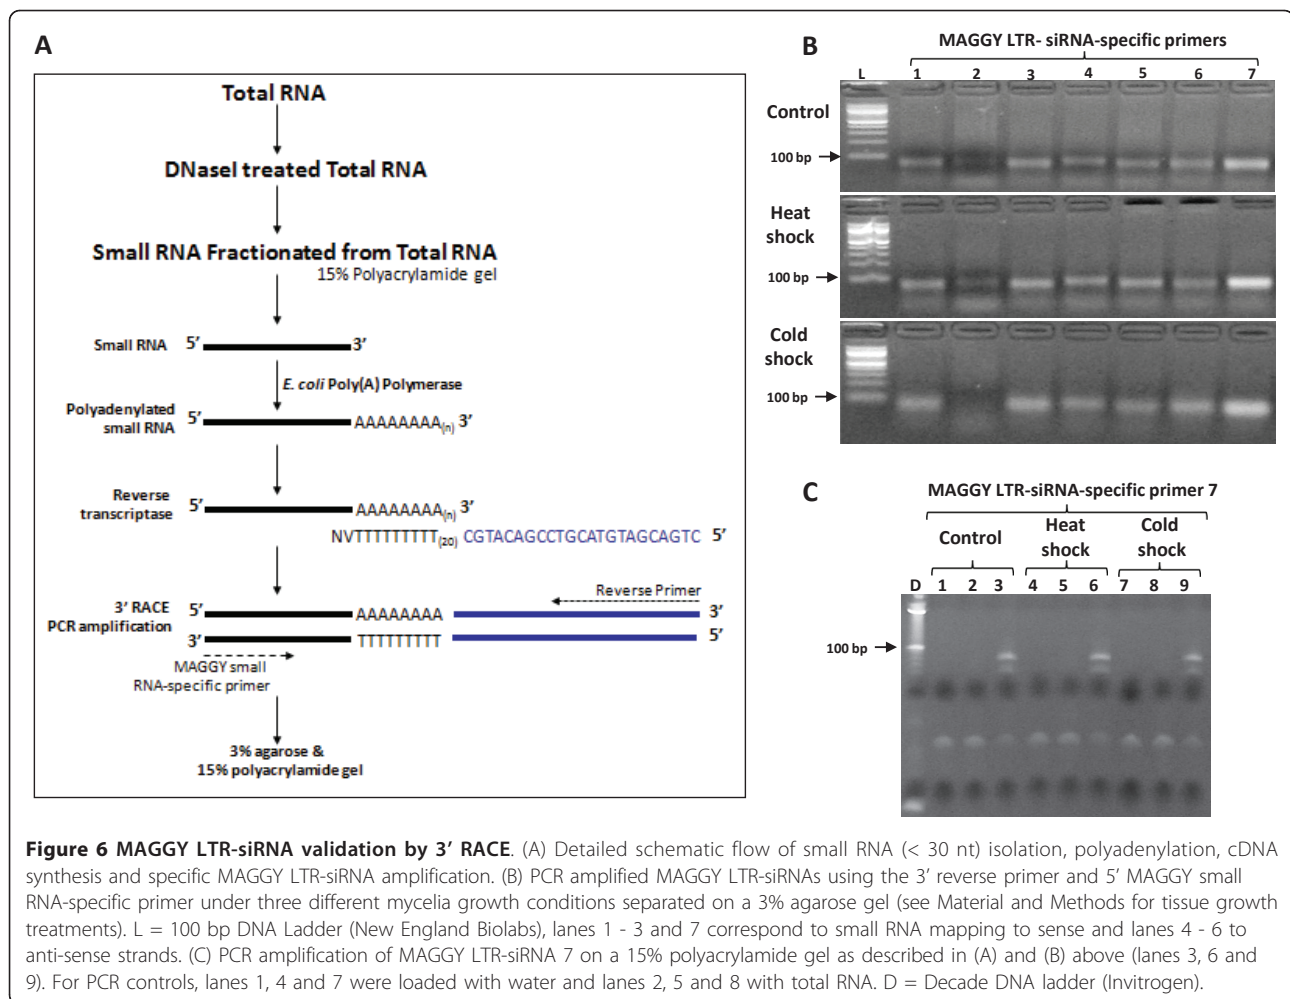 A
Total RNA
DNaseI treated Total RNA
Small RNA Fractionated from Total RNA
15% Polyacrylamide gel
Small RNA 5’ 3’
E. coli Poly(A) Polymerase
Polyadenylated
small RNA
5’ AAAAAAAA(n) 3’
Reverse
transcriptase
5’ AAAAAAAA(n) 3’
NVTTTTTTTTT(20) CGTACAGCCTGCATGTAGCAGTC 5’
Reverse Primer
3’ RACE
PCR amplification
5’ AAAAAAAA 3’
3’ TTTTTTTTT 5’
MAGGY small
RNA-specific primer
3% agarose &
15% polyacrylamide gel
B
MAGGY LTR- siRNA-specific primers
L 1 2 3 4 5 6 7
Control
100 bp
Heat
shock
100 bp
Cold
shock
100 bp
C
MAGGY LTR-siRNA-specific primer 7
Control
Heat
shock
Cold
shock
D 1 2 3 4 5 6 7 8 9
100 bp
Figure 6 MAGGY LTR-siRNA validation by 3’ RACE. (A) Detailed schematic flow of small RNA (< 30 nt) isolation, polyadenylation, cDNA
synthesis and specific MAGGY LTR-siRNA amplification. (B) PCR amplified MAGGY LTR-siRNAs using the 3’ reverse primer and 5’ MAGGY small
RNA-specific primer under three different mycelia growth conditions separated on a 3% agarose gel (see Material and Methods for tissue growth
treatments). L = 100 bp DNA Ladder (New England Biolabs), lanes 1 - 3 and 7 correspond to small RNA mapping to sense and lanes 4 - 6 to
anti-sense strands. (C) PCR amplification of MAGGY LTR-siRNA 7 on a 15% polyacrylamide gel as described in (A) and (B) above (lanes 3, 6 and
9). For PCR controls, lanes 1, 4 and 7 were loaded with water and lanes 2, 5 and 8 with total RNA. D = Decade DNA ladder (Invitrogen).